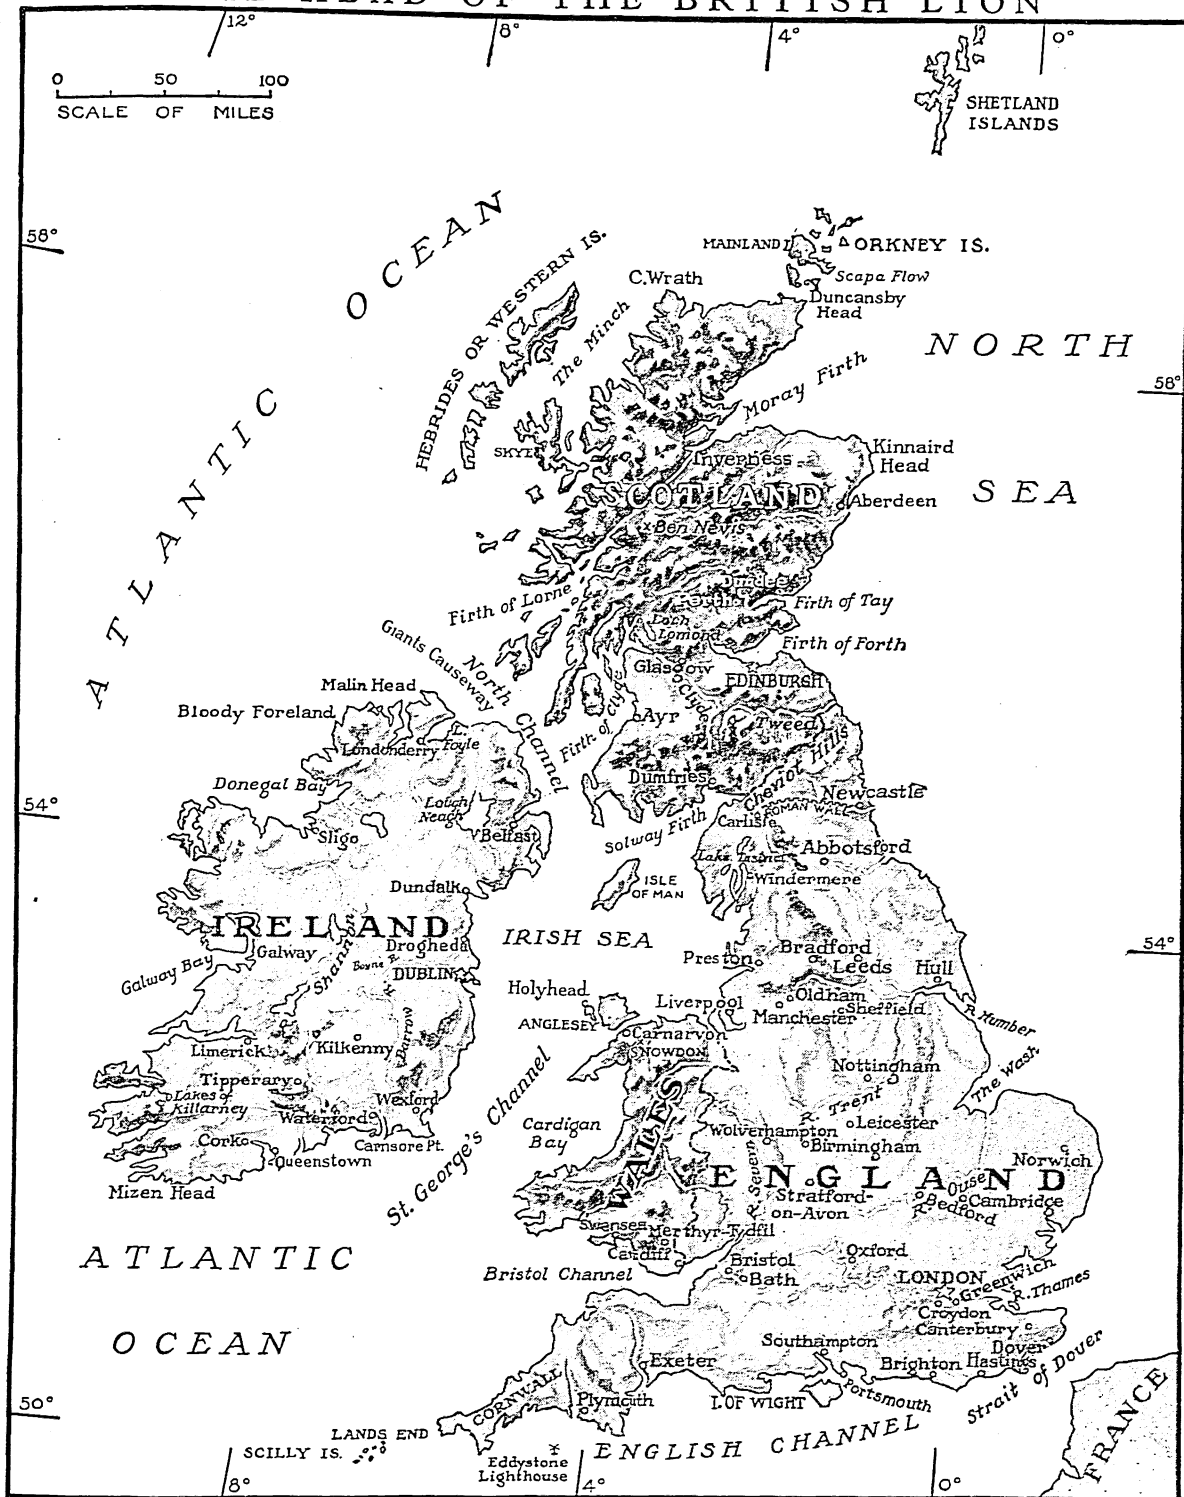 HEAD OF THE BRITISH LION
12°
8°
4°
0°
0 50 100
SCALE OF MILES
SHETLAND
ISLANDS
58°
ATLANTIC OCEAN
HEBRIDES OR WESTERN IS.
The Minch
C.Wrath
MAINLAND I.
ORKNEY IS.
Scapa Flow
Duncansby
Head
NORTH
SEA
58°
Moray Firth
SKYE
Inverness
Kinnaird
Head
SCOTLAND
Aberdeen
xBen Nevis
Dundee
Perth
Firth of Tay
Firth of Lorne
Loch
Lomond
Firth of Forth
Giants Causeway
North Channel
Glasgow
Clyde
EDINBURGH
Malin Head
Bloody Foreland
Firth of Clyde
Ayr
Tweed
L.
Foyle
Londonderry
Cheviot Hills
Dumfries
Donegal Bay
54°
Newcastle
ROMAN WALL
Lough
Neagh
Carlisle
Solway Firth
Belfast
Sligo
Abbotsford
Lake District
Windermere
ISLE
OF MAN
Dundalk
IRELAND
IRISH SEA
Drogheda
Galway
Galway Bay
Shann
Boyne R.
DUBLIN
Preston
Bradford
Leeds
Hull
54°
Holyhead
Liverpool
Oldham
ANGLESEY
Manchester
Sheffield
R. Humber
Carnarvon
SNOWDON
Limerick
Kilkenny
Barrow
R.
Nottingham
The Wash
Tipperary
Lakes of
Killarney
Wexford
Waterford
R. Trent
Leicester
St. George's Channel
Cardigan
Bay
WALES
Wolverhampton
Birmingham
Cork
Carnsore Pt.
Queenstown
Norwich
Mizen Head
ENGLAND
R. Severn
Stratford-
on-Avon
R. Ouse
Bedford
Cambridge
Swansea
Merthyr-Tydfil
Cardiff
ATLANTIC
OCEAN
Bristol Channel
Bristol
Bath
Oxford
LONDON
Greenwich
R. Thames
Croydon
Canterbury
Southampton
Dover
Exeter
Brighton
Hastings
Strait of Dover
CORNWALL
Plymouth
I. OF WIGHT
Portsmouth
50°
LANDS END
SCILLY IS.
Eddystone
Lighthouse
ENGLISH CHANNEL
FRANCE
8°
4°
0°